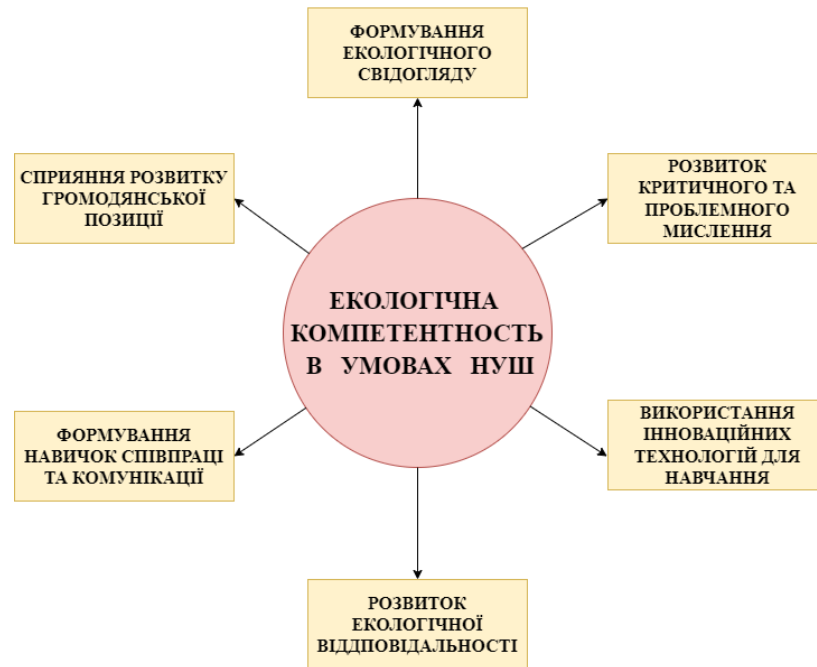 ФОРМУВАННЯ
ЕКОЛОГІЧНОГО
СВІДОГЛЯДУ
СПРИЯННЯ РОЗВИТКУ
ГРОМОДЯНСЬКОЇ
ПОЗИЦІЇ
РОЗВИТОК
КРИТИЧНОГО ТА
ПРОБЛЕМНОГО
МИСЛЕННЯ
ЕКОЛОГІЧНА
КОМПЕТЕНТНОСТЬ
В УМОВАХ НУШ
ФОРМУВАННЯ
НАВИЧОК СПІВПРАЦІ
ТА КОМУНІКАЦІЇ
ВИКОРИСТАННЯ
ІННОВАЦІЙНИХ
ТЕХНОЛОГІЙ ДЛЯ
НАВЧАННЯ
РОЗВИТОК
ЕКОЛОГІЧНОЇ
ВІДДПОВІДАЛЬНОСТІ